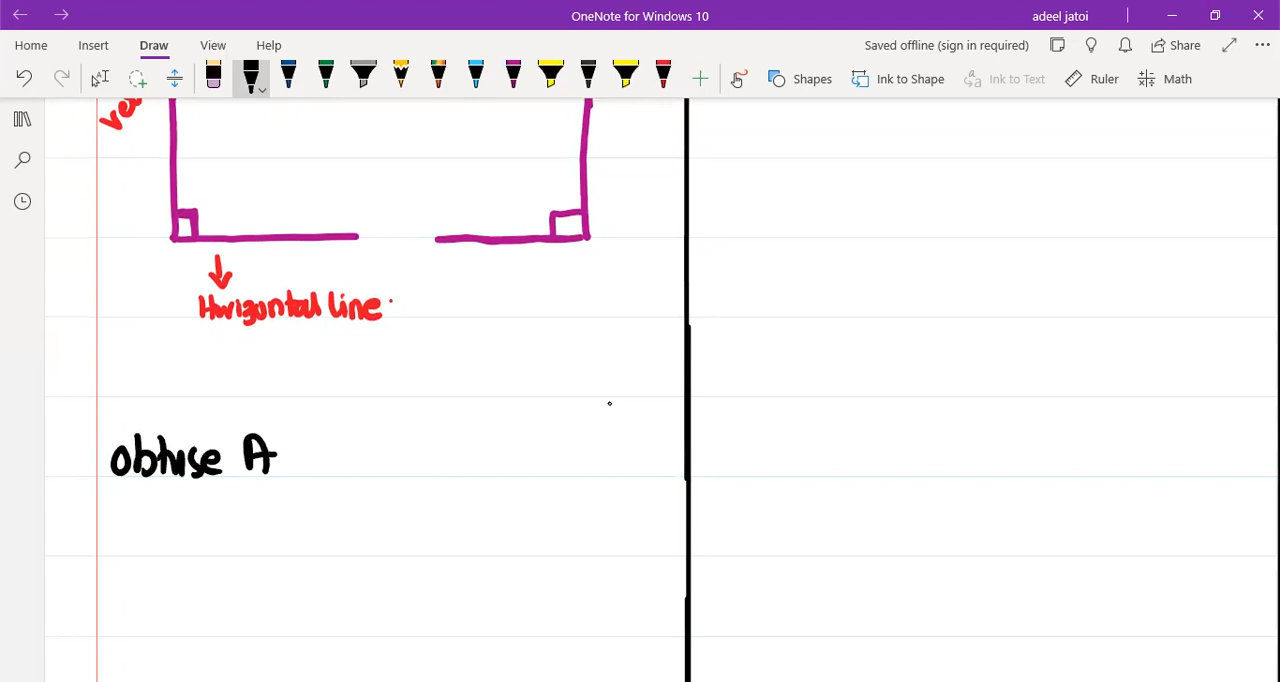 OneNote for Windows 10
adeel jatoi
Home Insert Draw View Help
Saved offline (sign in required)
Share
Shapes
Ink to Shape
Ink to Text
Ruler
Math
Horizontal line
obtuse A